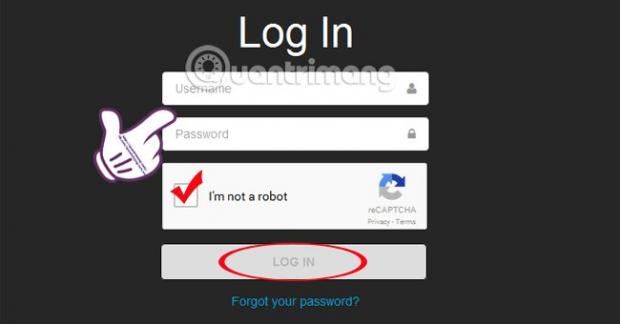 Log In
Quantrimang
Username
Password
I'm not a robot
reCAPTCHA
Privacy - Terms
LOG IN
Forgot your password?